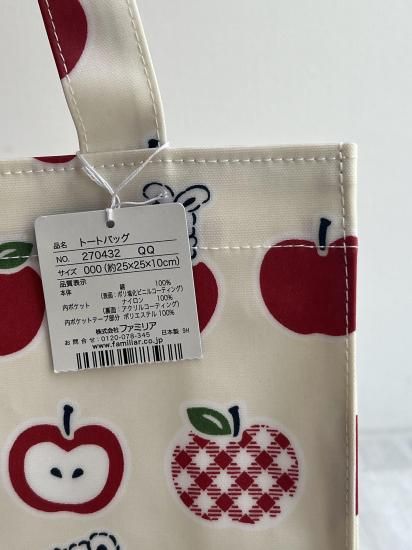 品名 トートバッグ
NO. 270432 QQ
サイズ 000 (約25×25×10cm)
品質表示
本体 綿 100%
(表面:ポリ塩化ビニルコーティング)
内ポケット ナイロン 100%
(裏面:アクリルコーティング)
内ポケットテープ部分 ポリエステル 100%
株式会社 ファミリア
お問合せ:0120-078-345 日本製 9H
www.familiar.co.jp